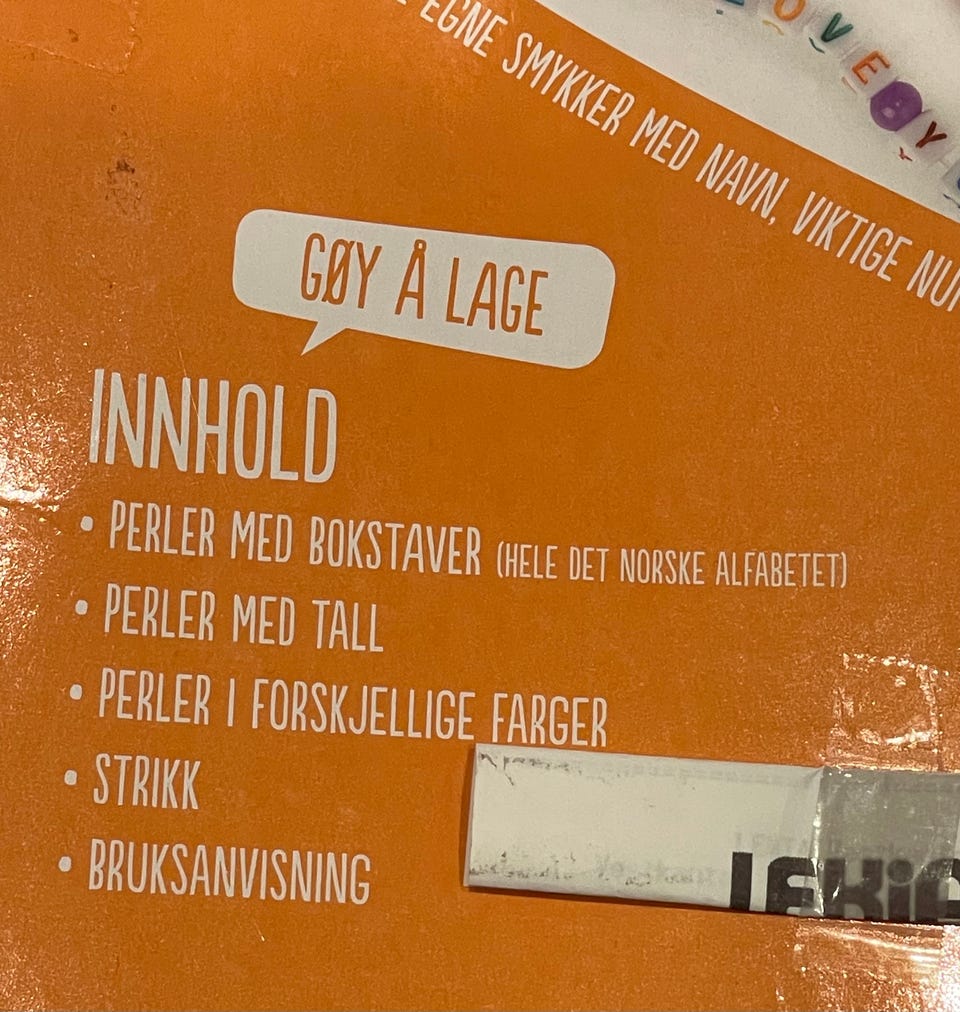 EGNE SMYKKER MED NAVN, VIKTIGE
OVE Y
GØY Å LAGE
INNHOLD
• PERLER MED BOKSTAVER (HELE DET NORSKE ALFABETET)
• PERLER MED TALL
• PERLER I FORSKJELLIGE FARGER
• STRIKK
• BRUKSANVISNING